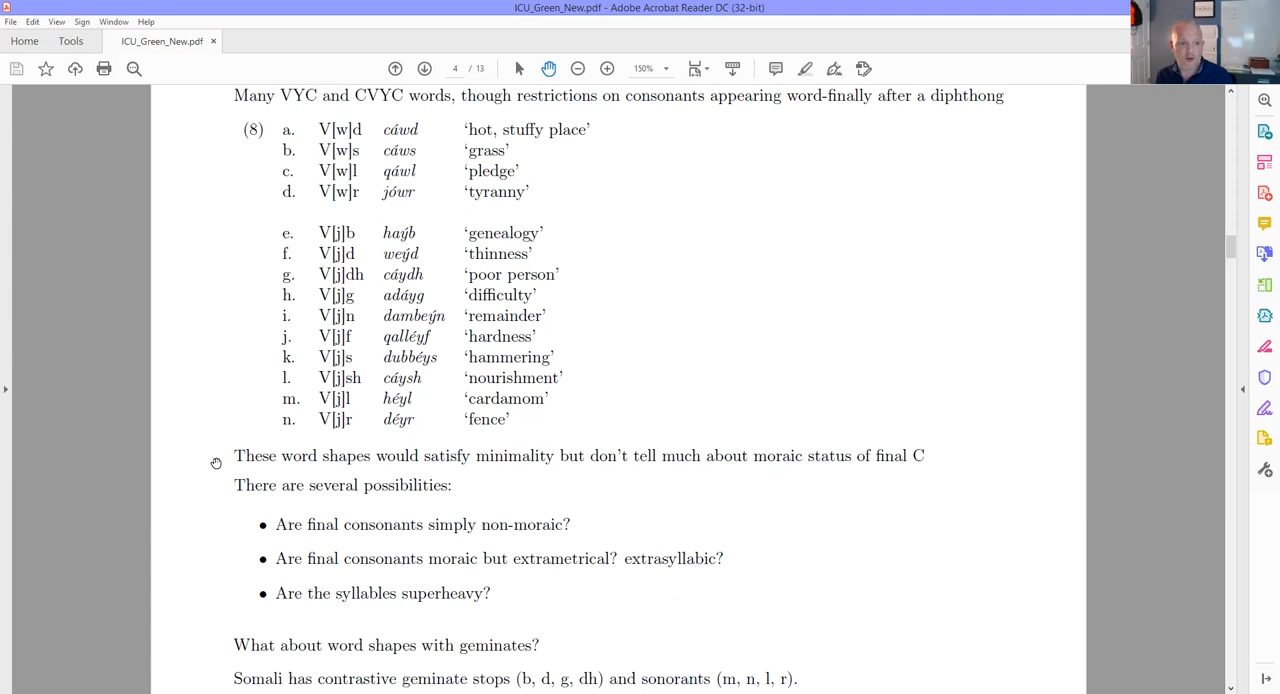 ICU_Green_New.pdf - Adobe Acrobat Reader DC (32-bit)
File Edit View Sign Window Help
Home Tools ICU_Green_New.pdf ×
4 / 13 150%
Many VYC and CVYC words, though restrictions on consonants appearing word-finally after a diphthong
(8) a. V[w]d cáwd ‘hot, stuffy place’
b. V[w]s cáws ‘grass’
c. V[w]l qáwl ‘pledge’
d. V[w]r jówr ‘tyranny’
e. V[j]b haýb ‘genealogy’
f. V[j]d weýd ‘thinness’
g. V[j]dh cáydh ‘poor person’
h. V[j]g adáyg ‘difficulty’
i. V[j]n dambeýn ‘remainder’
j. V[j]f qalléyf ‘hardness’
k. V[j]s dubbéys ‘hammering’
l. V[j]sh cáysh ‘nourishment’
m. V[j]l héyl ‘cardamom’
n. V[j]r déyr ‘fence’
These word shapes would satisfy minimality but don’t tell much about moraic status of final C
There are several possibilities:
• Are final consonants simply non-moraic?
• Are final consonants moraic but extrametrical? extrasyllabic?
• Are the syllables superheavy?
What about word shapes with geminates?
Somali has contrastive geminate stops (b, d, g, dh) and sonorants (m, n, l, r).